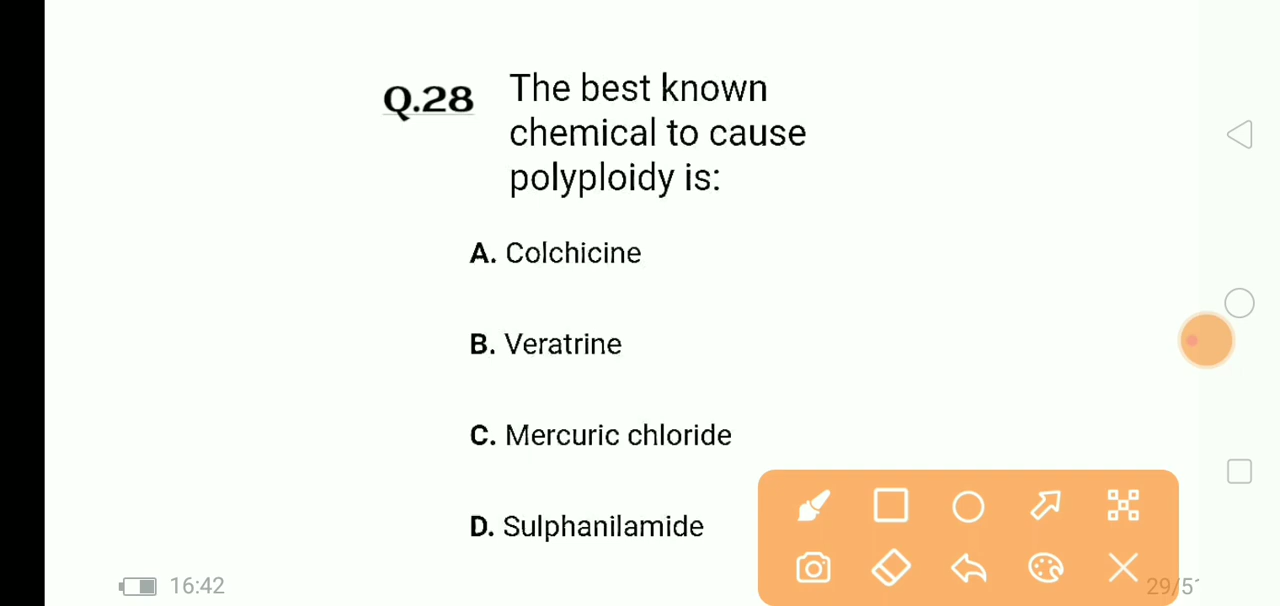 Q.28 The best known
chemical to cause
polyploidy is:
A. Colchicine
B. Veratrine
C. Mercuric chloride
D. Sulphanilamide
16:42